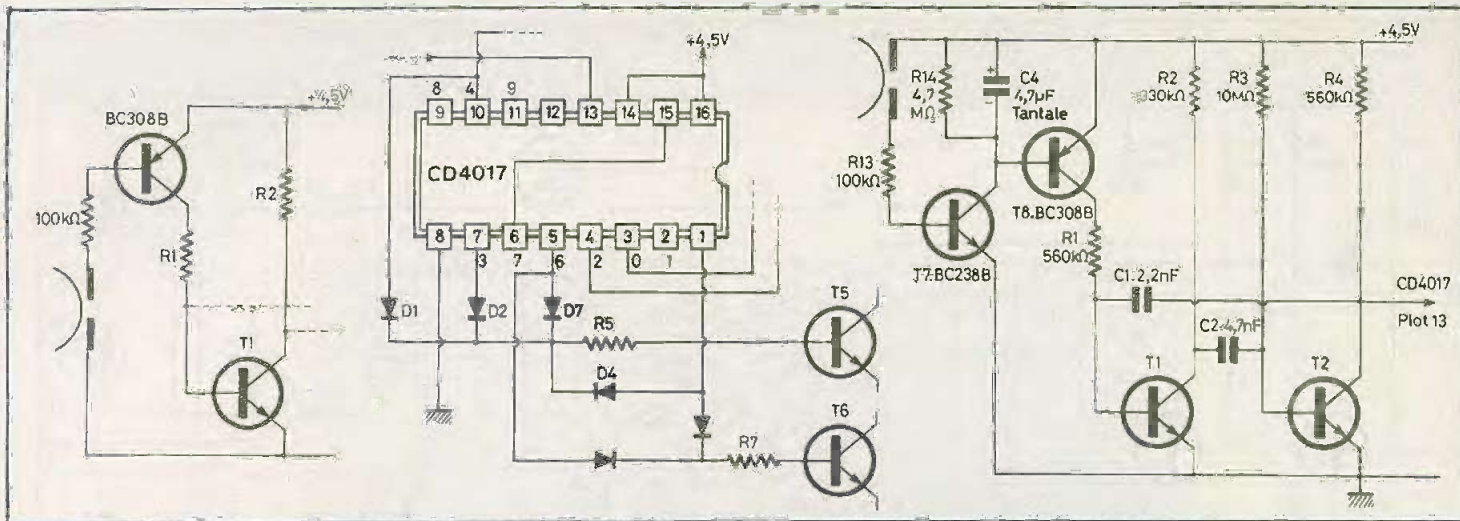 +4,5V
BC308B
R2
100kΩ
R1
T1
+4,5V
8
4
9
9
10
11
12
13
14
15
16
CD4017
8
7
6
5
4
3
2
1
3
7
6
2
0
1
D1
D2
D7
R5
T5
D4
T6
R7
+4,5V
R14
4,7
MΩ
C4
4,7µF
Tantale
R2
330kΩ
R3
10MΩ
R4
560kΩ
R13
100kΩ
T8.BC308B
T7.BC238B
R1
560kΩ
C1.2,2nF
CD4017
Plot 13
C2.4,7nF
T1
T2